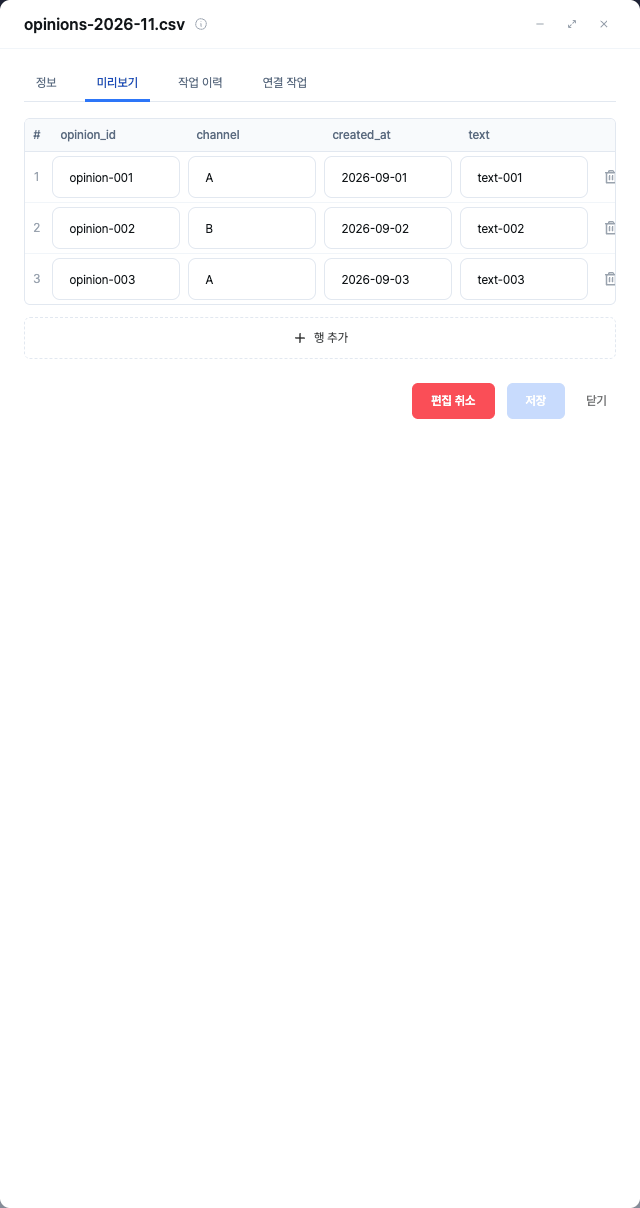 opinions-2026-11.csv
정보 미리보기 작업 이력 연결 작업
# opinion_id channel created_at text
1 opinion-001 A 2026-09-01 text-001
2 opinion-002 B 2026-09-02 text-002
3 opinion-003 A 2026-09-03 text-003
+ 행 추가
편집 취소 저장 닫기